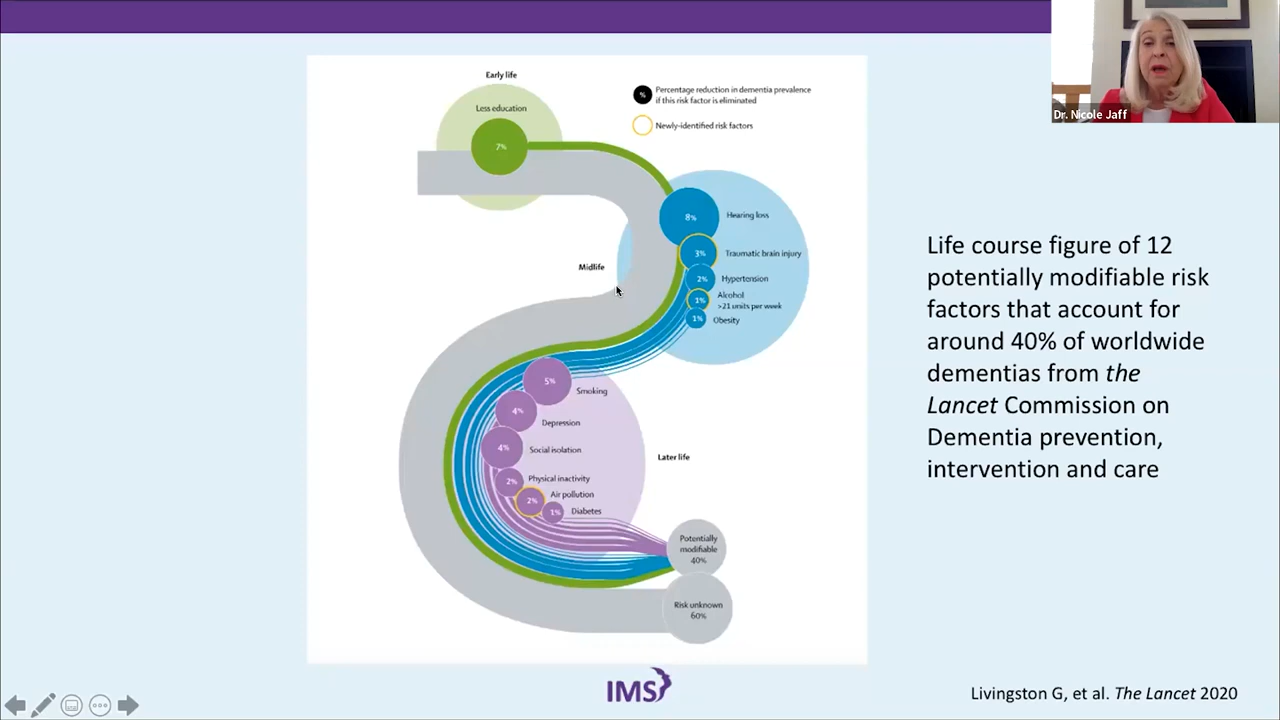 Dr. Nicole Jaff
Early life
Less education
7%
%
Percentage reduction in dementia prevalence
if this risk factor is eliminated
Newly-identified risk factors
8%
Hearing loss
3%
Traumatic brain injury
Midlife
2%
Hypertension
1%
Alcohol
>21 units per week
1%
Obesity
5%
Smoking
4%
Depression
4%
Social isolation
Later life
2%
Physical inactivity
2%
Air pollution
1%
Diabetes
Potentially
modifiable
40%
Risk unknown
60%
Life course figure of 12
potentially modifiable risk
factors that account for
around 40% of worldwide
dementias from the
Lancet Commission on
Dementia prevention,
intervention and care
IMS
Livingston G, et al. The Lancet 2020